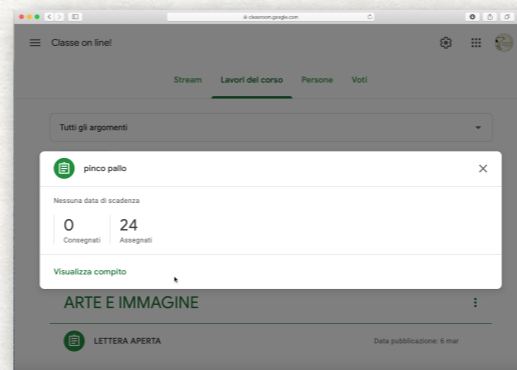 classroom.google.com
Classe on line!
Stream Lavori del corso Persone Voti
Tutti gli argomenti
pinco pallo
Nessuna data di scadenza
0 24
Consegnati Assegnati
Visualizza compito
ARTE E IMMAGINE
LETTERA APERTA Data pubblicazione: 6 mar